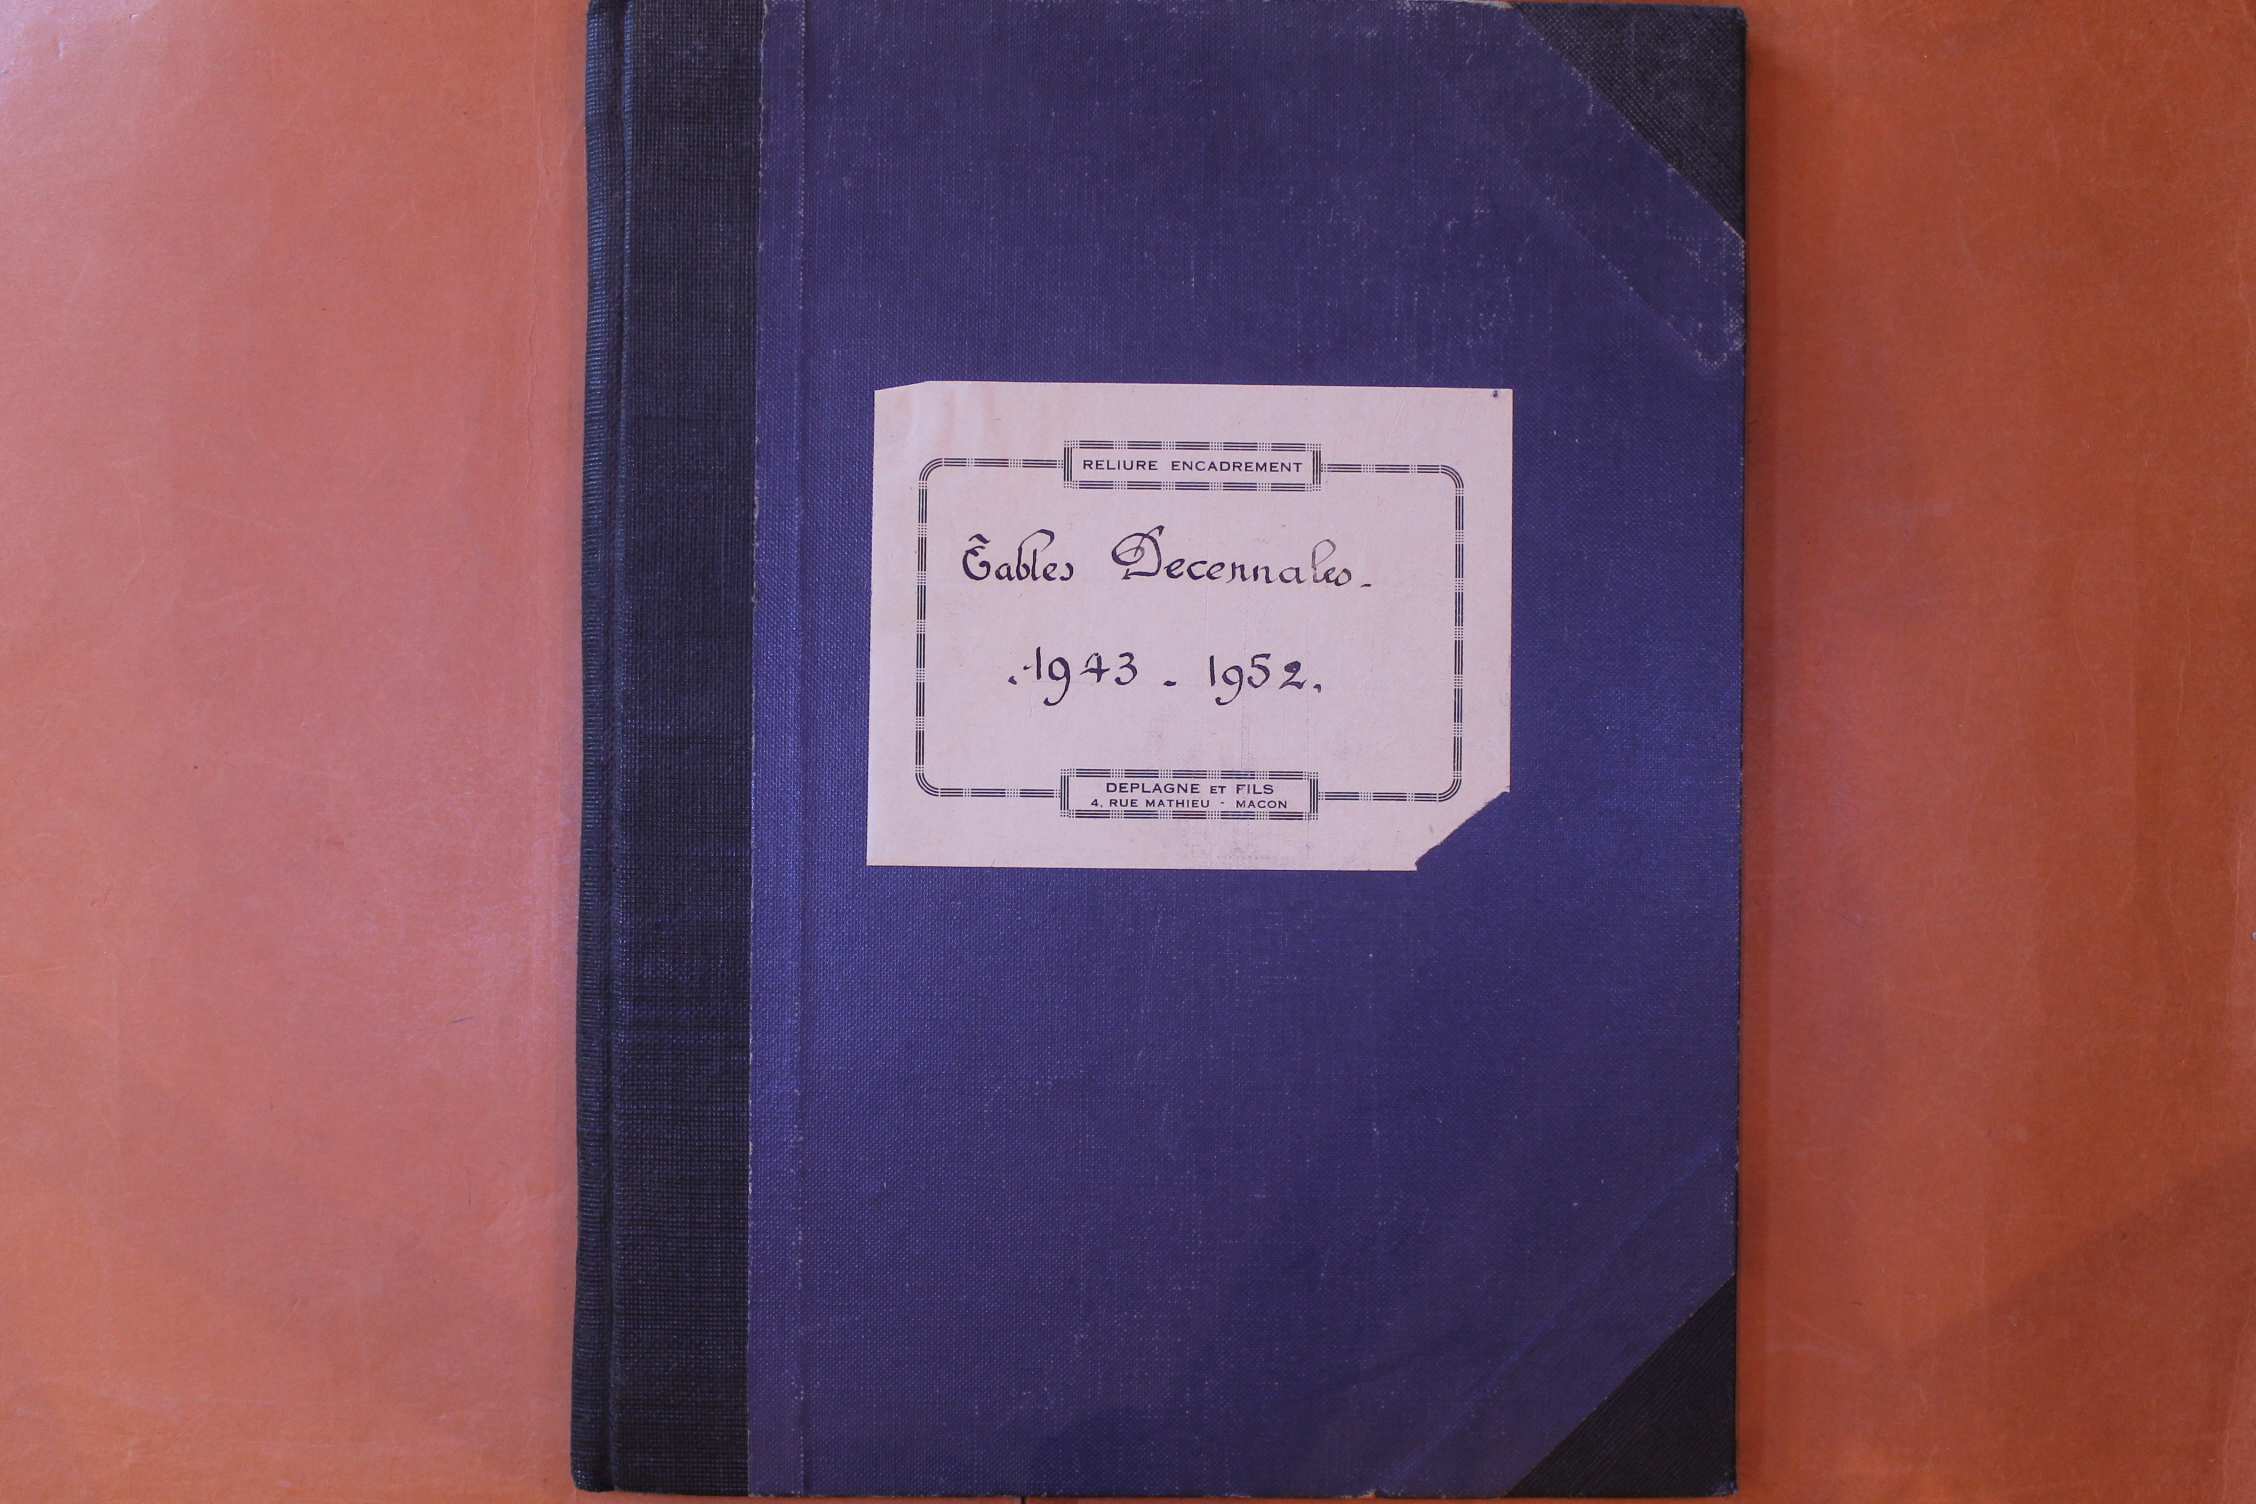 RELIURE ENCADREMENT
Tables Decennales.
.1943 - 1952.
DEPLAGNE ET FILS
4, RUE MATHIEU - MACON